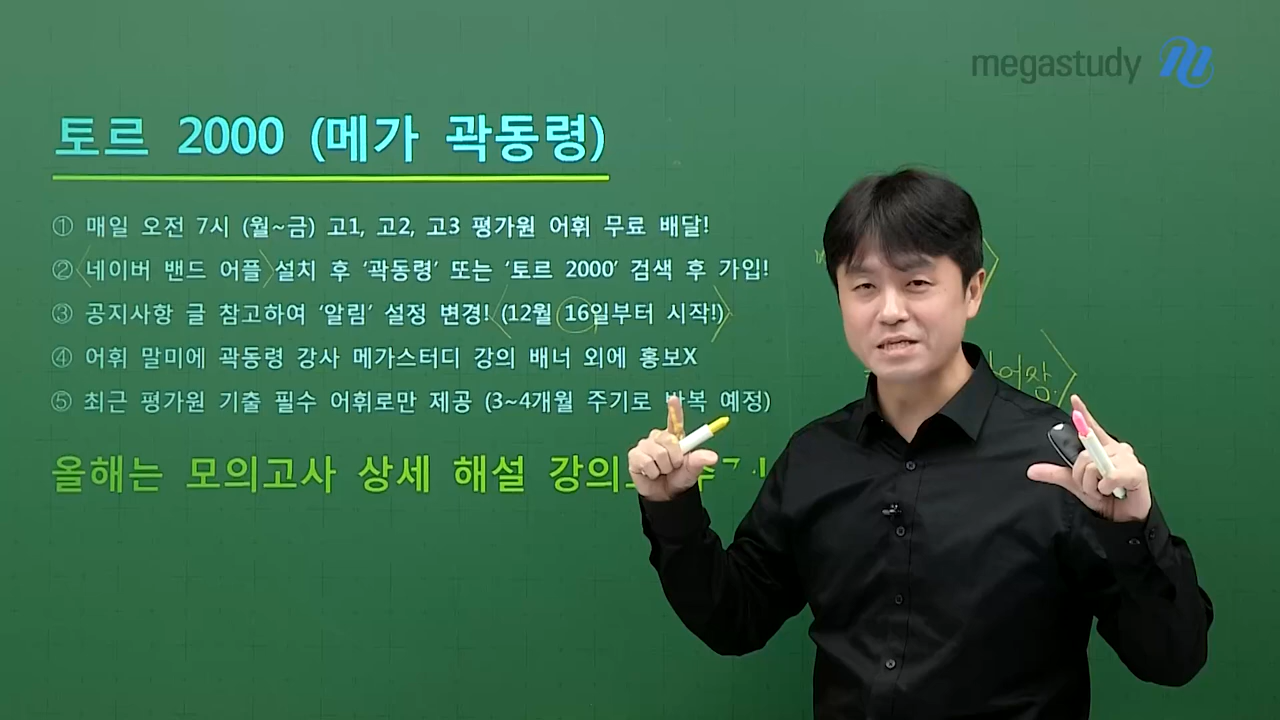 megastudy
토르 2000 (메가 곽동령)
① 매일 오전 7시 (월~금) 고1, 고2, 고3 평가원 어휘 무료 배달!
② 네이버 밴드 어플 설치 후 '곽동령' 또는 '토르 2000' 검색 후 가입!
③ 공지사항 글 참고하여 '알림' 설정 변경! (12월 16일부터 시작!)
④ 어휘 말미에 곽동령 강사 메가스터디 강의 배너 외에 홍보X
⑤ 최근 평가원 기출 필수 어휘로만 제공 (3~4개월 주기로 반복 예정)
올해는 모의고사 상세 해설 강의